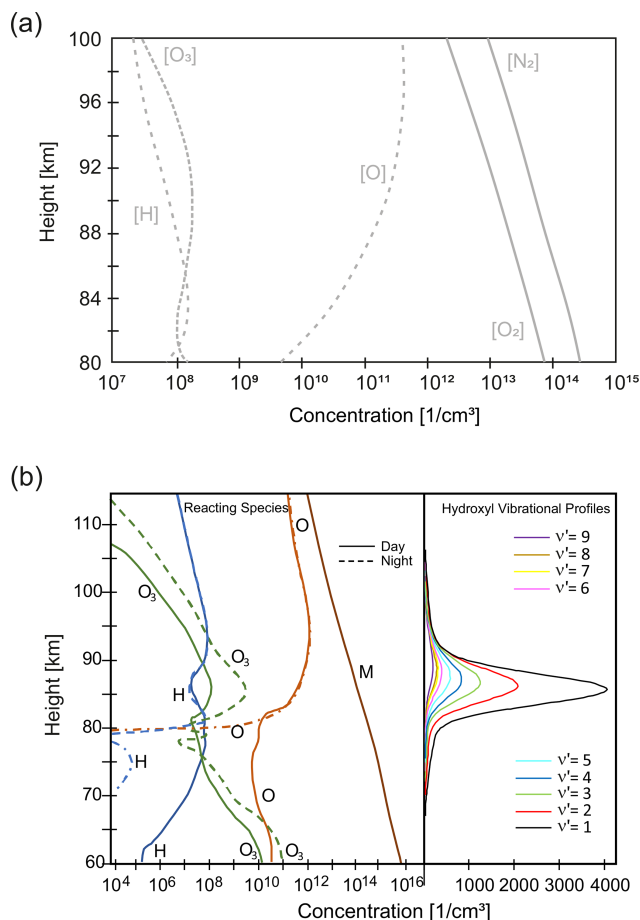 (a)
100
96
92
88
84
80
Height [km]
[O₃]
[N₂]
[H]
[O]
[O₂]
10⁷
10⁸
10⁹
10¹⁰
10¹¹
10¹²
10¹³
10¹⁴
10¹⁵
Concentration [1/cm³]
(b)
Reacting Species
Hydroxyl Vibrational Profiles
O
Day
Night
ν'= 9
ν'= 8
ν'= 7
ν'= 6
110
100
90
80
70
60
Height [km]
O₃
O₃
H
M
O
H
O
H
O₃
O₃
ν'= 5
ν'= 4
ν'= 3
ν'= 2
ν'= 1
10⁴
10⁶
10⁸
10¹⁰
10¹²
10¹⁴
10¹⁶
1000
2000
3000
4000
Concentration [1/cm³]